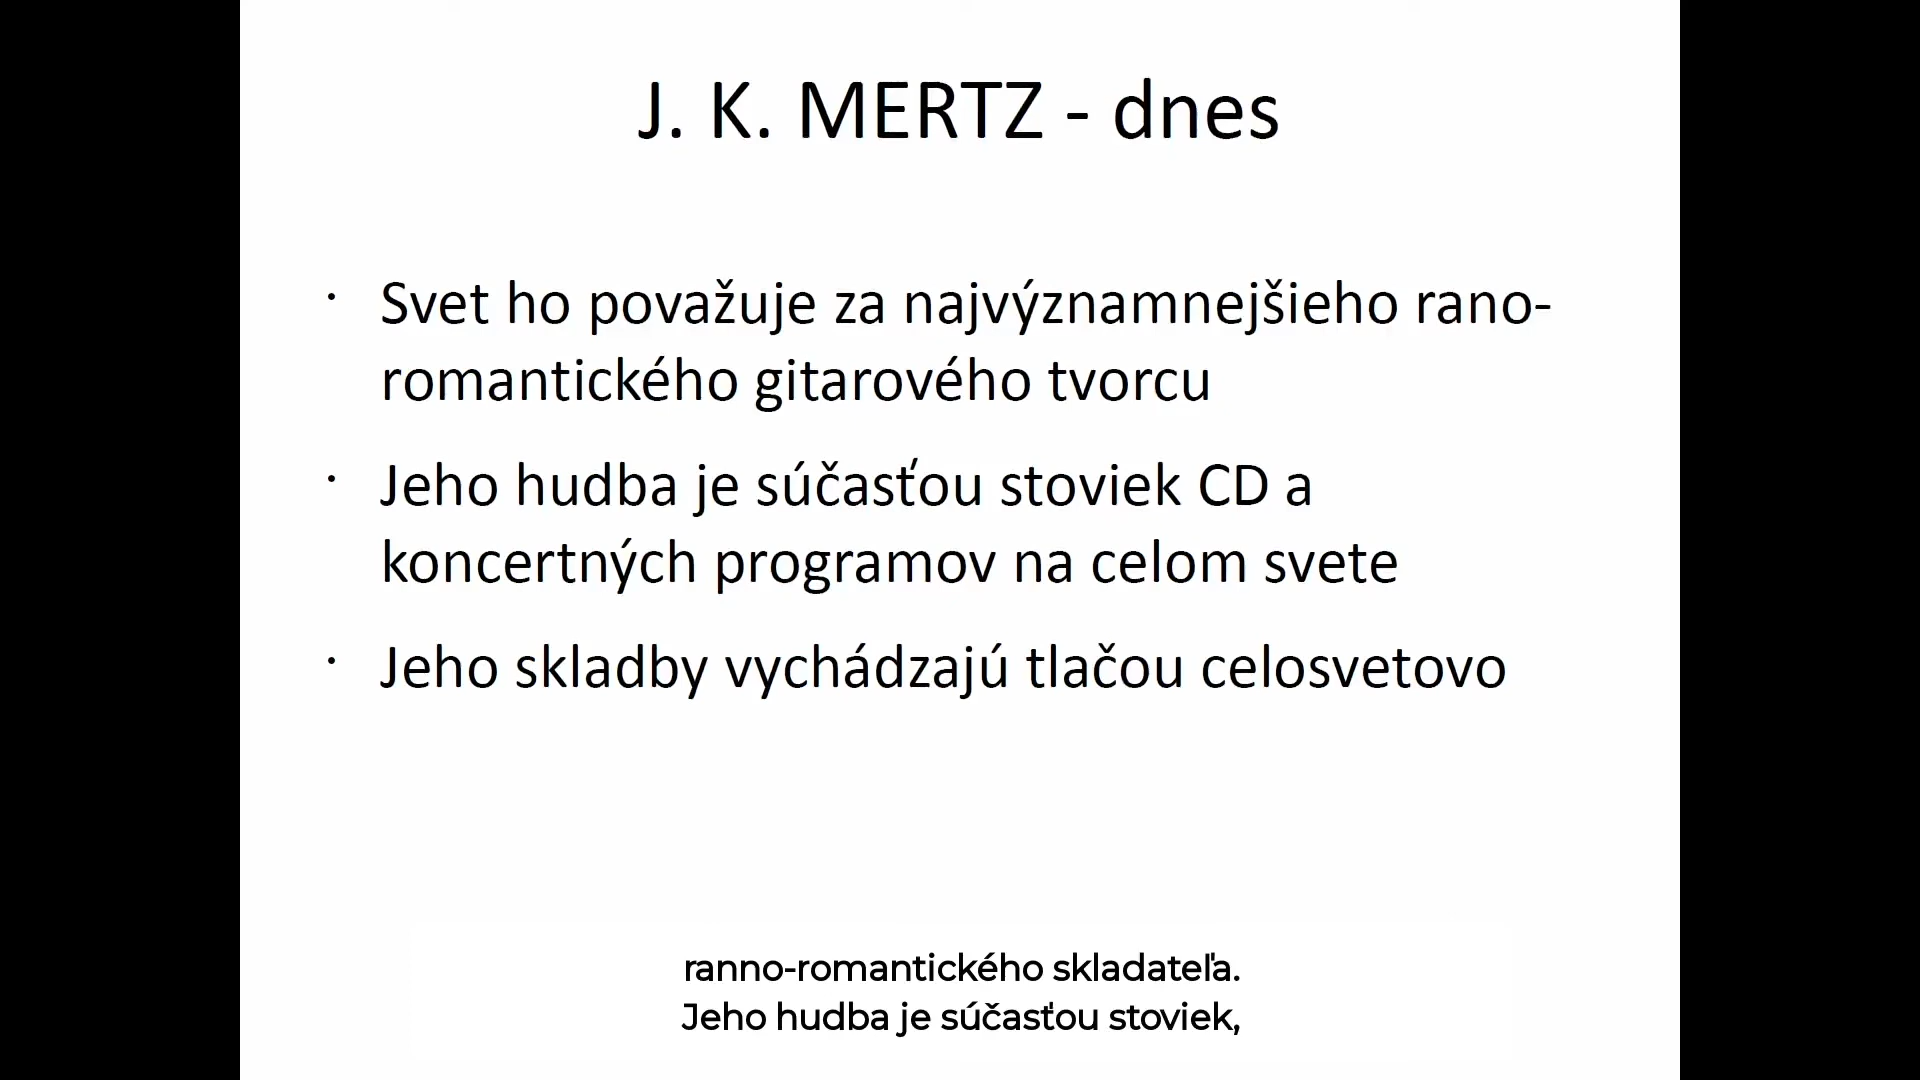 J. K. MERTZ - dnes
• Svet ho považuje za najvýznamnejšieho rano-
romantického gitarového tvorcu
• Jeho hudba je súčasťou stoviek CD a
koncertných programov na celom svete
• Jeho skladby vychádzajú tlačou celosvetovo
ranno-romantického skladateľa.
Jeho hudba je súčasťou stoviek,